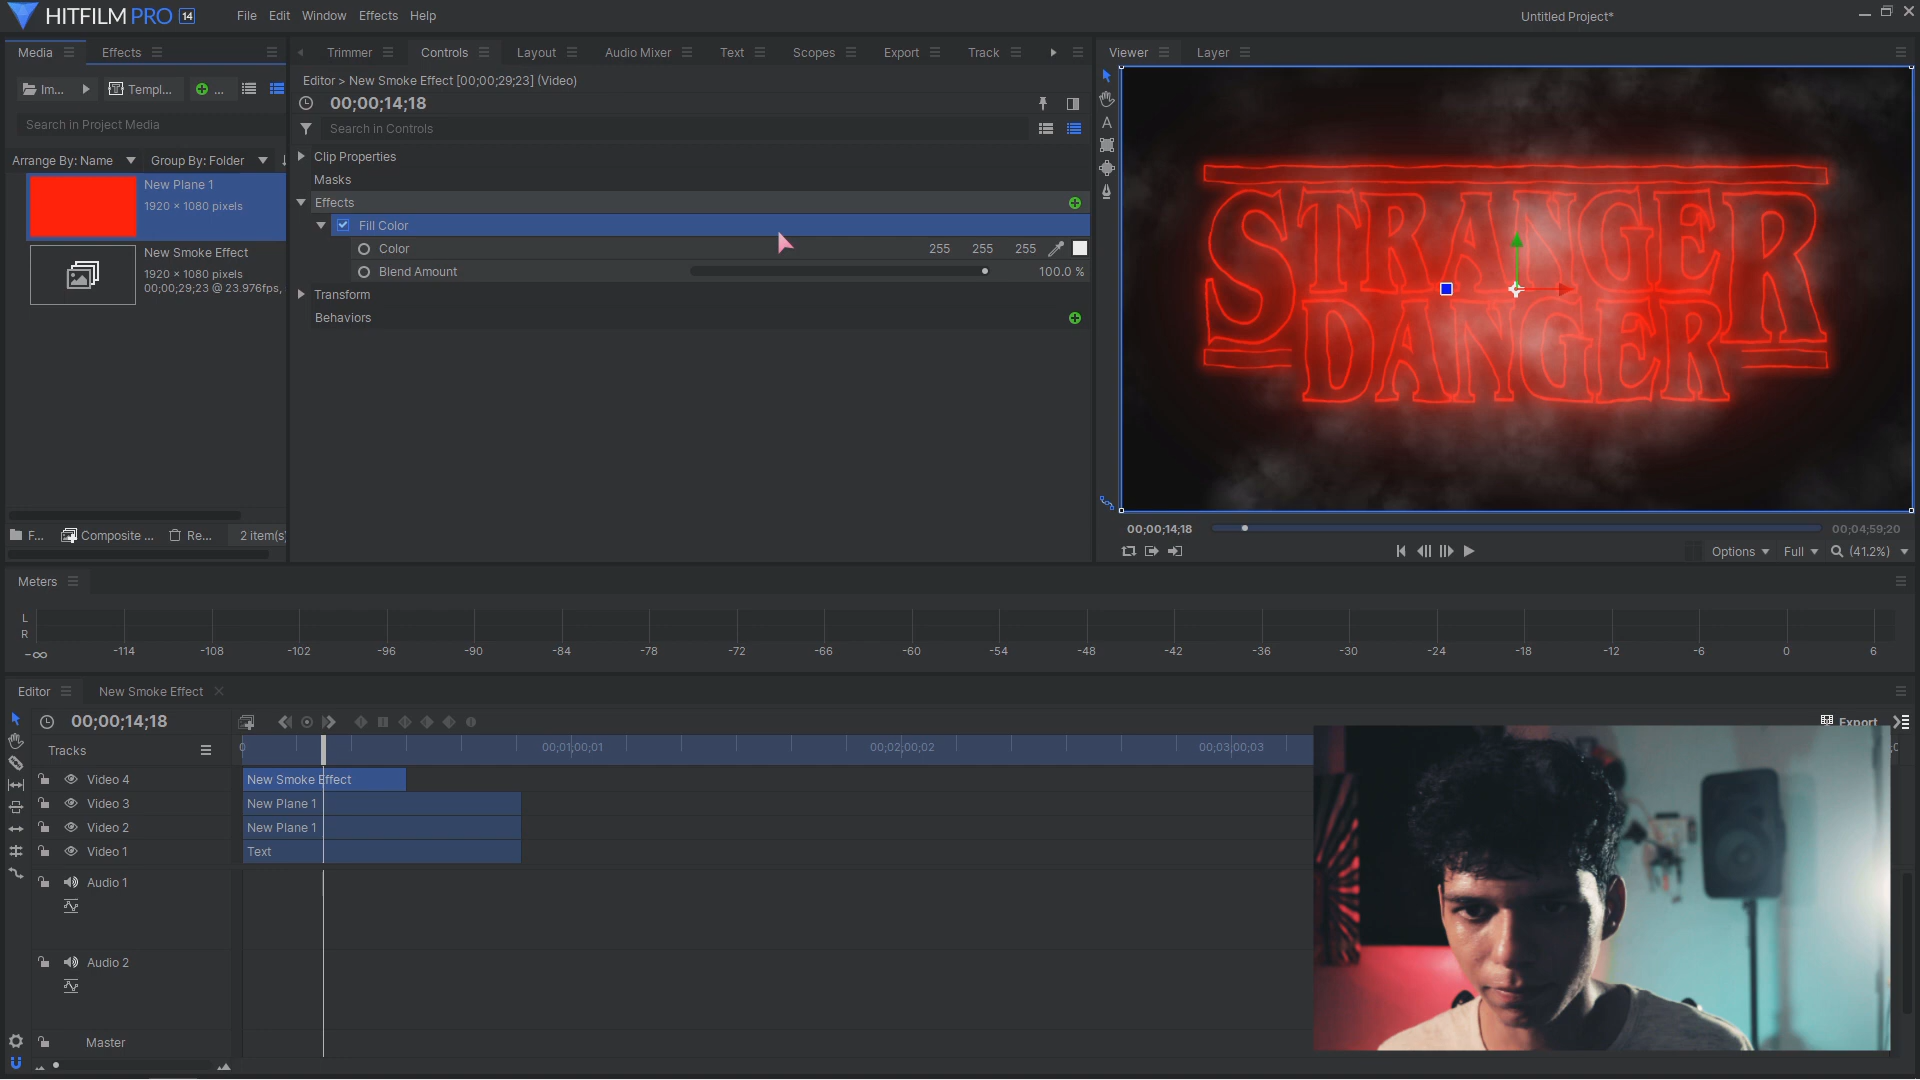 HITFILM PRO 14
File Edit Window Effects Help
Untitled Project*
Media Effects
Trimmer Controls Layout Audio Mixer Text Scopes Export Track
Viewer Layer
Im... Templ... ...
Search in Project Media
Arrange By: Name Group By: Folder
New Plane 1
1920 × 1080 pixels
New Smoke Effect
1920 × 1080 pixels
00;00;29;23 @ 23.976fps,
F... Composite ... Re... 2 item(s)
Editor > New Smoke Effect [00;00;29;23] (Video)
00;00;14;18
Search in Controls
Clip Properties
Masks
Effects
Fill Color
Color 255 255 255
Blend Amount 100.0 %
Transform
Behaviors
STRANGER
DANGER
00;00;14;18 00;04;59;20
Options Full (41.2%)
Meters
L
R
-∞ -114 -108 -102 -96 -90 -84 -78 -72 -66 -60 -54 -48 -42 -36 -30 -24 -18 -12 -6 0 6
Editor New Smoke Effect
00;00;14;18
Export
Tracks
0 00;01;00;01 00;02;00;02 00;03;00;03
Video 4 New Smoke Effect
Video 3 New Plane 1
Video 2 New Plane 1
Video 1 Text
Audio 1
Audio 2
Master